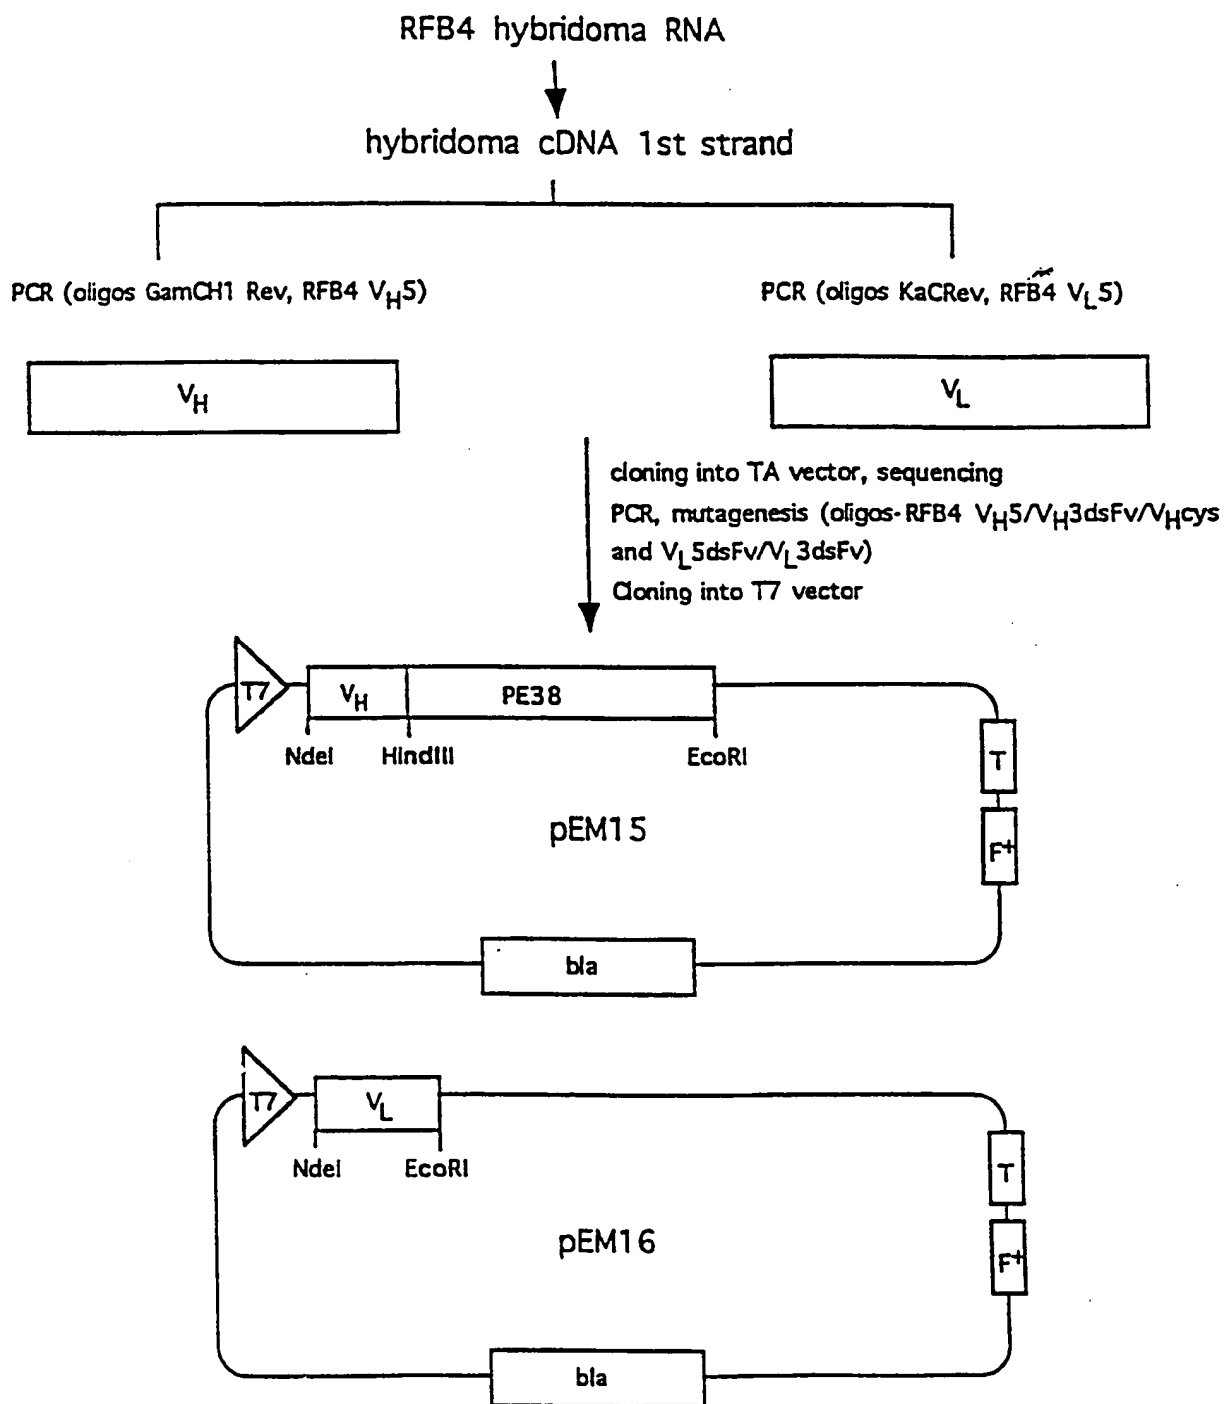 RFB4 hybridoma RNA
hybridoma cDNA 1st strand
PCR (oligos GamCH1 Rev, RFB4 VH5)
PCR (oligos KaCRev, RFB4 VL5)
VH
VL
cloning into TA vector, sequencing
PCR, mutagenesis (oligos-RFB4 VH5/VH3dsFv/VHcys
and VL5dsFv/VL3dsFv)
Cloning into T7 vector
T7
VH
PE38
NdeI
HindIII
EcoRI
T
pEM15
F+
bla
T7
VL
NdeI
EcoRI
T
pEM16
F+
bla